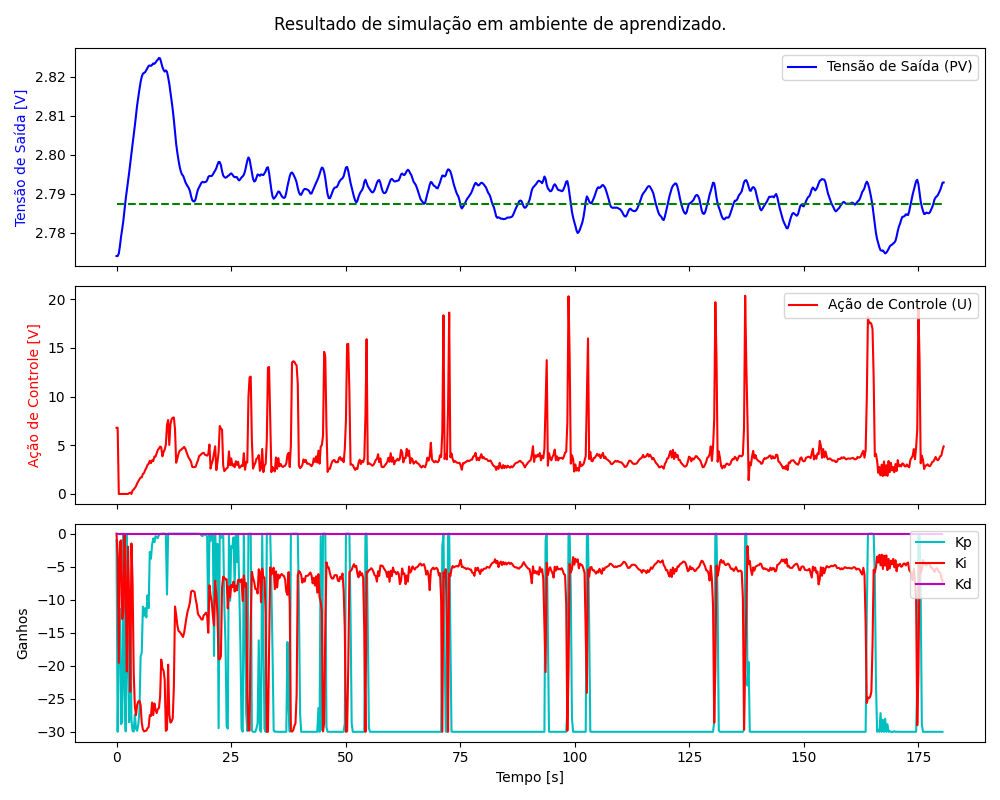 Resultado de simulação em ambiente de aprendizado.
Tensão de Saída [V]
2.82
2.81
2.80
2.79
2.78
Tensão de Saída (PV)
Ação de Controle [V]
20
15
10
5
0
Ação de Controle (U)
Ganhos
0
−5
−10
−15
−20
−25
−30
Kp
Ki
Kd
0 25 50 75 100 125 150 175
Tempo [s]